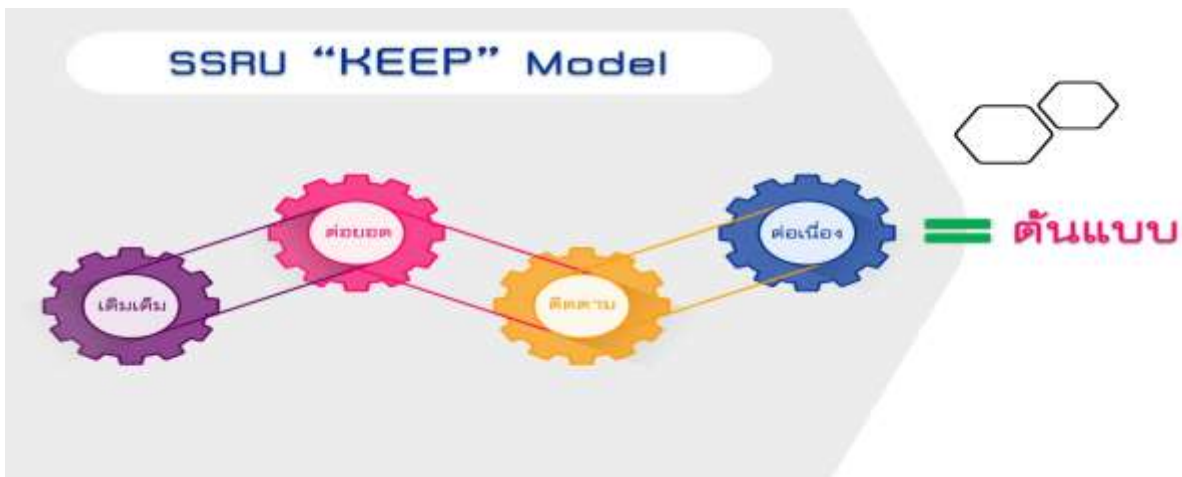 SSRU “KEEP” Model
เติมเต็ม
ต่อยอด
ติดตาม
ต่อเนื่อง
= ต้นแบบ